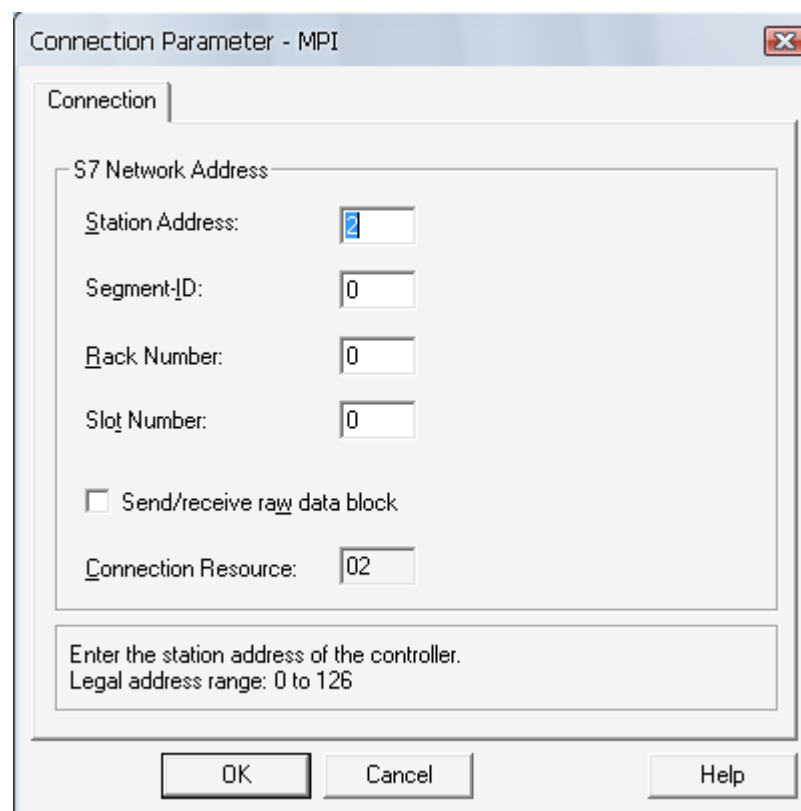 Connection Parameter - MPI
Connection
S7 Network Address
Station Address: 2
Segment-ID: 0
Rack Number: 0
Slot Number: 0
Send/receive raw data block
Connection Resource: 02
Enter the station address of the controller.
Legal address range: 0 to 126
OK Cancel Help